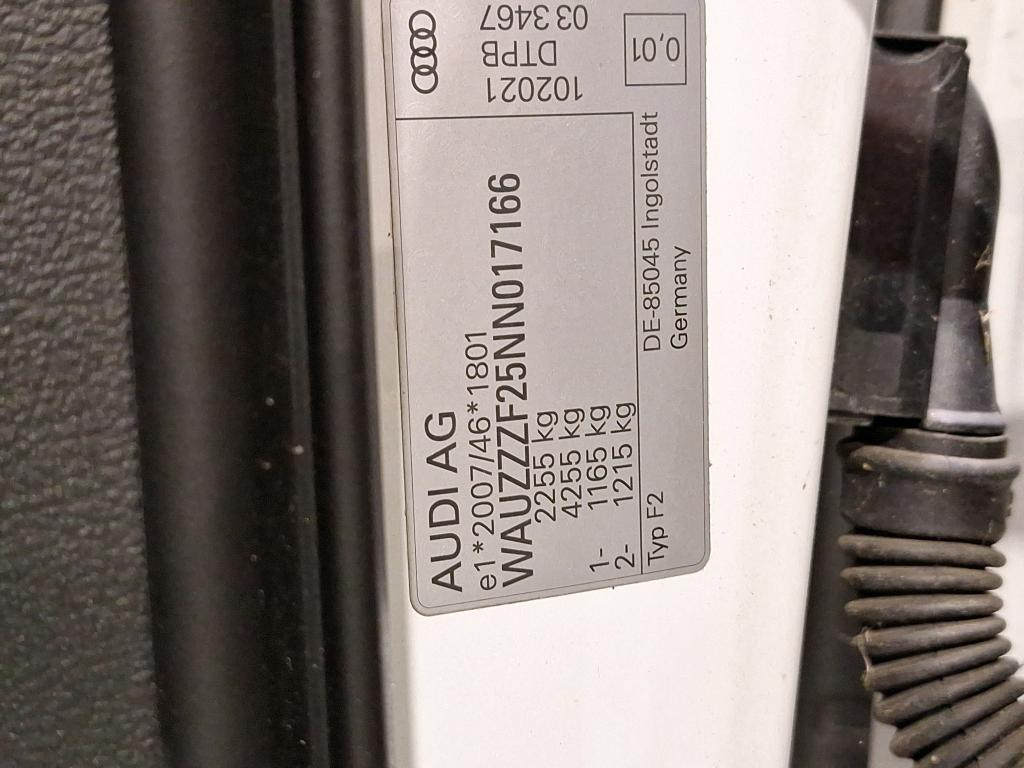 AUDI AG
e1*2007/46*1801
WAUZZZF25NN017166
2255 kg
4255 kg
1- 1165 kg
2- 1215 kg
Typ F2
DE-85045 Ingolstadt
Germany
102021
DTPB
03 3467
0,01